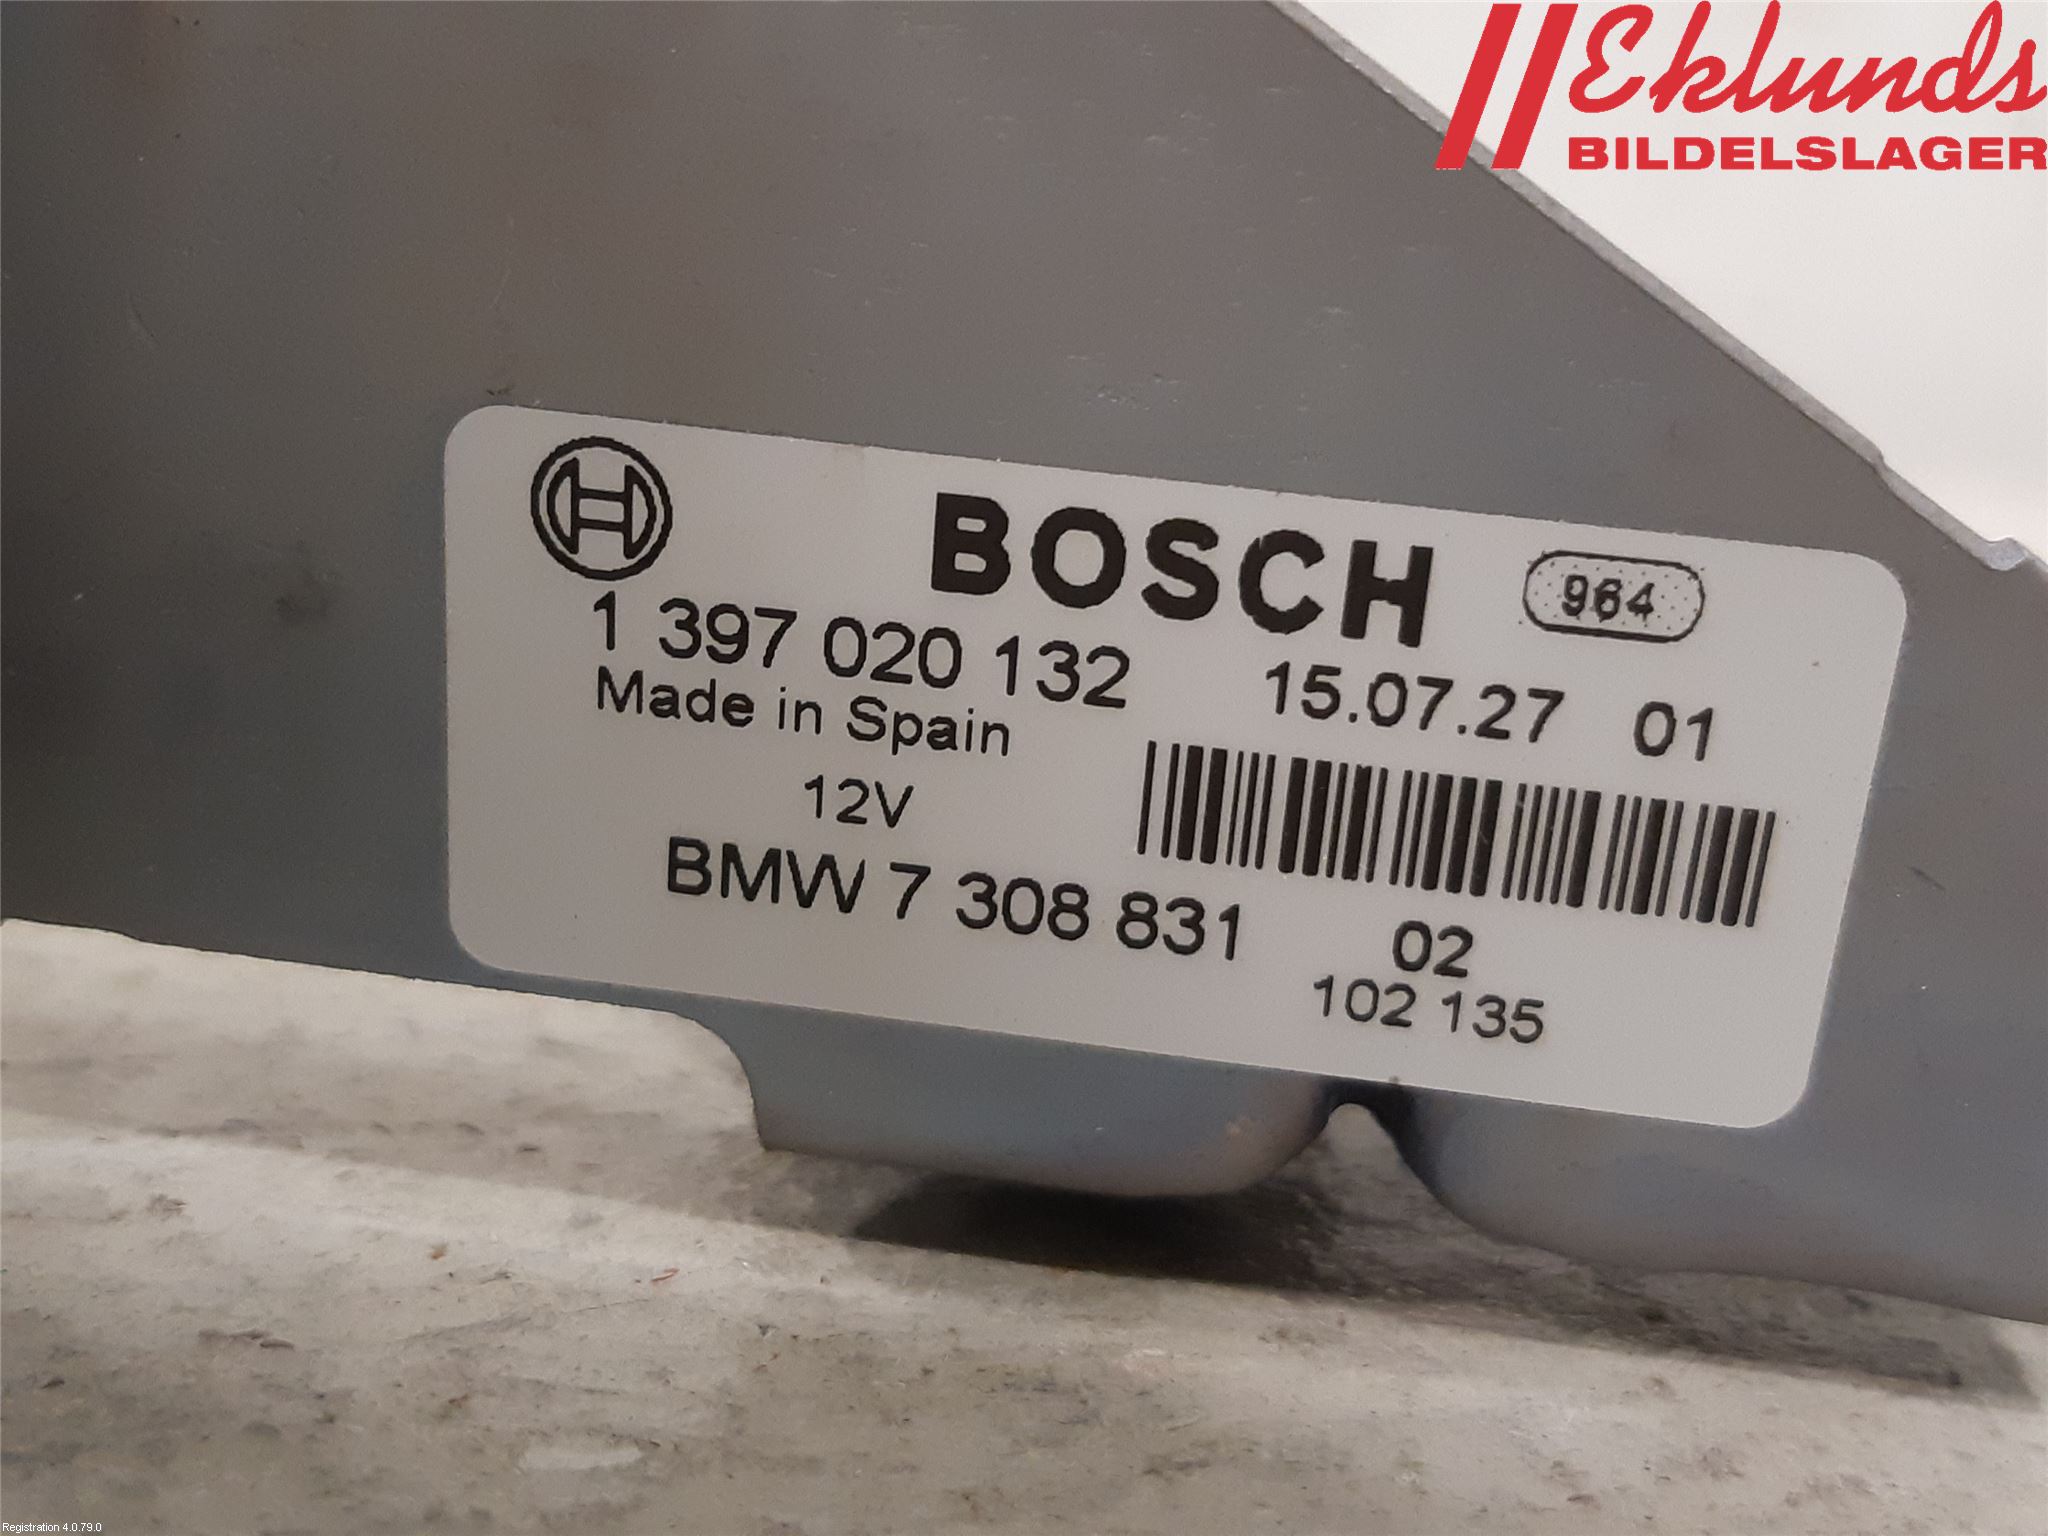 Eklunds
BILDELSLAGER
BOSCH 964
1 397 020 132 15.07.27 01
Made in Spain
12V
BMW 7 308 831 02
102 135
Registration 4.0.79.0